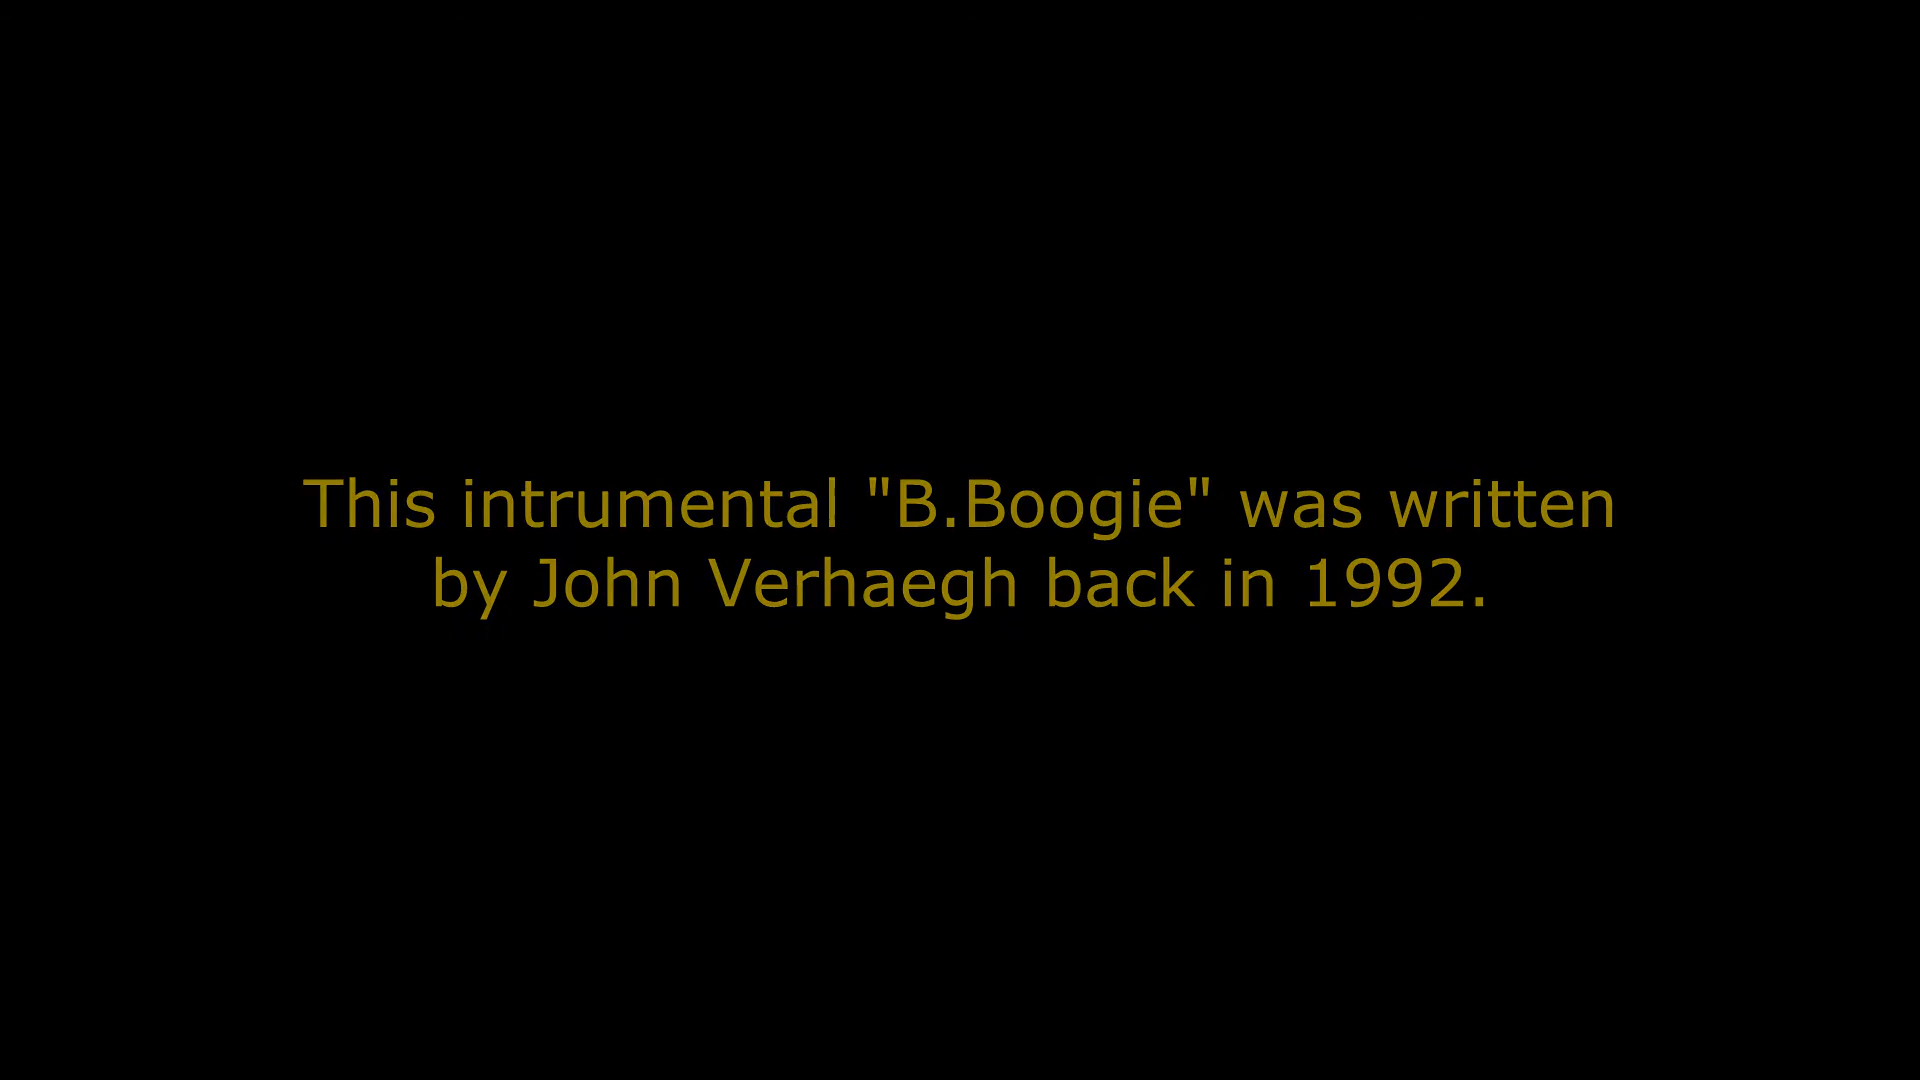 This intrumental "B.Boogie" was written
by John Verhaegh back in 1992.